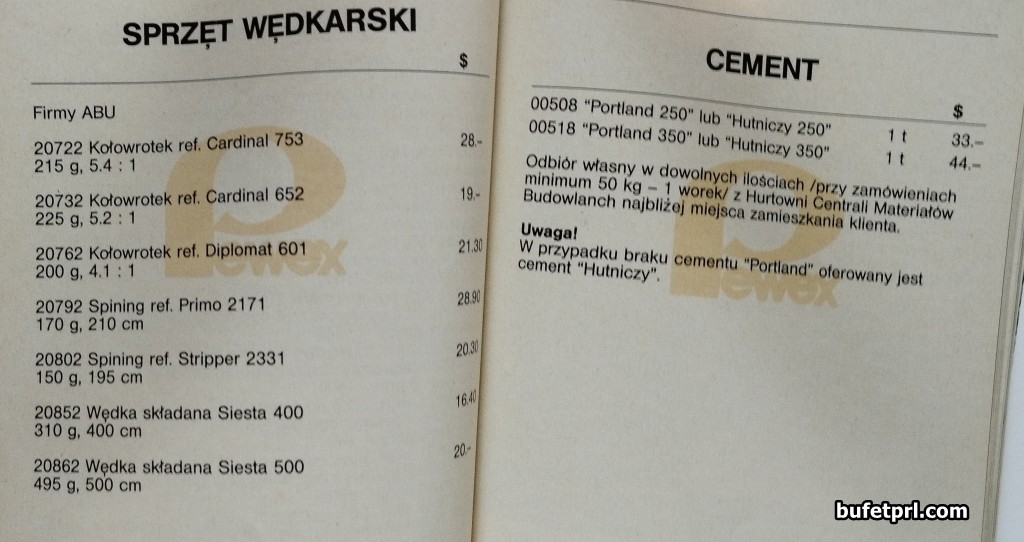 SPRZĘT WĘDKARSKI
$
Firmy ABU
20722 Kołowrotek ref. Cardinal 753 28.-
215 g, 5.4 : 1
20732 Kołowrotek ref. Cardinal 652 19.-
225 g, 5.2 : 1
20762 Kołowrotek ref. Diplomat 601 21.30
200 g, 4.1 : 1
20792 Spining ref. Primo 2171 28.90
170 g, 210 cm
20802 Spining ref. Stripper 2331 20.30
150 g, 195 cm
20852 Wędka składana Siesta 400 16.40
310 g, 400 cm
20862 Wędka składana Siesta 500 20.-
495 g, 500 cm
Pewex
CEMENT
$
00508 "Portland 250" lub "Hutniczy 250" 1 t 33.-
00518 "Portland 350" lub "Hutniczy 350" 1 t 44.-
Odbiór własny w dowolnych ilościach /przy zamówieniach
minimum 50 kg – 1 worek/ z Hurtowni Centrali Materiałów
Budowlanch najbliżej miejsca zamieszkania klienta.
Uwaga!
W przypadku braku cementu "Portland" oferowany jest
cement "Hutniczy".
Pewex
bufetprl.com